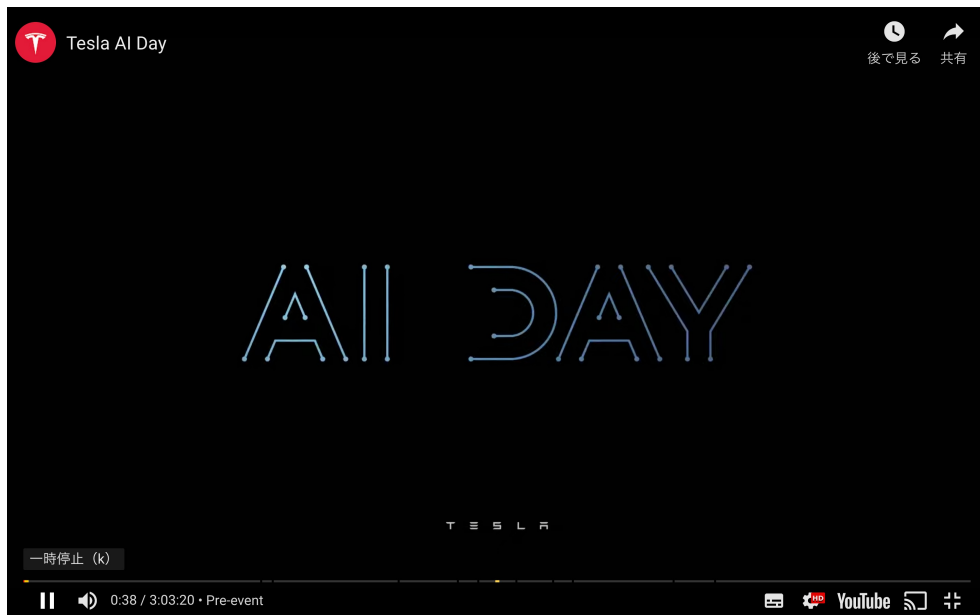 Tesla AI Day
後で見る
共有
AI DAY
TESLA
一時停止 (k)
0:38 / 3:03:20 • Pre-event
HD
YouTube